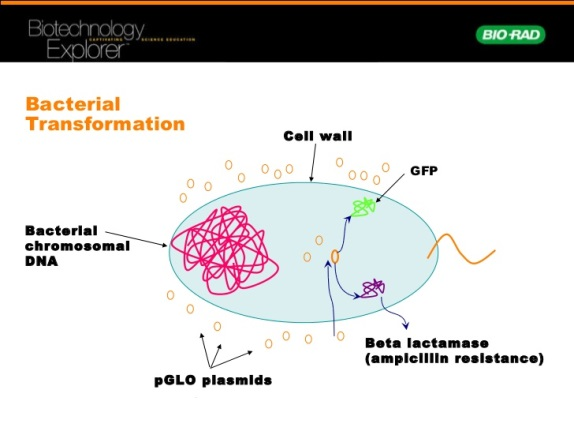 Biotechnology
Explorer™
CAPTIVATING SCIENCE EDUCATION
BIO-RAD
Bacterial
Transformation
Cell wall
GFP
Bacterial
chromosomal
DNA
Beta lactamase
(ampicillin resistance)
pGLO plasmids